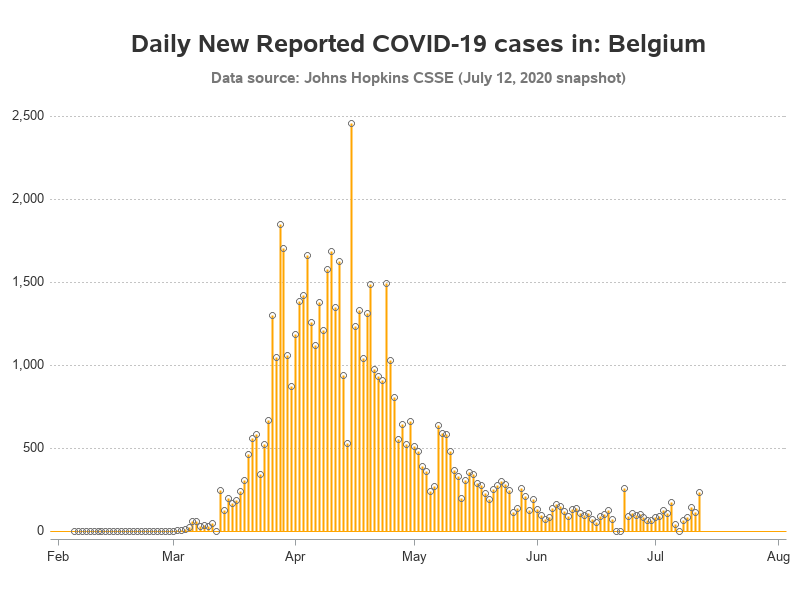 Daily New Reported COVID-19 cases in: Belgium
Data source: Johns Hopkins CSSE (July 12, 2020 snapshot)
2,500
2,000
1,500
1,000
500
0
Feb Mar Apr May Jun Jul Aug